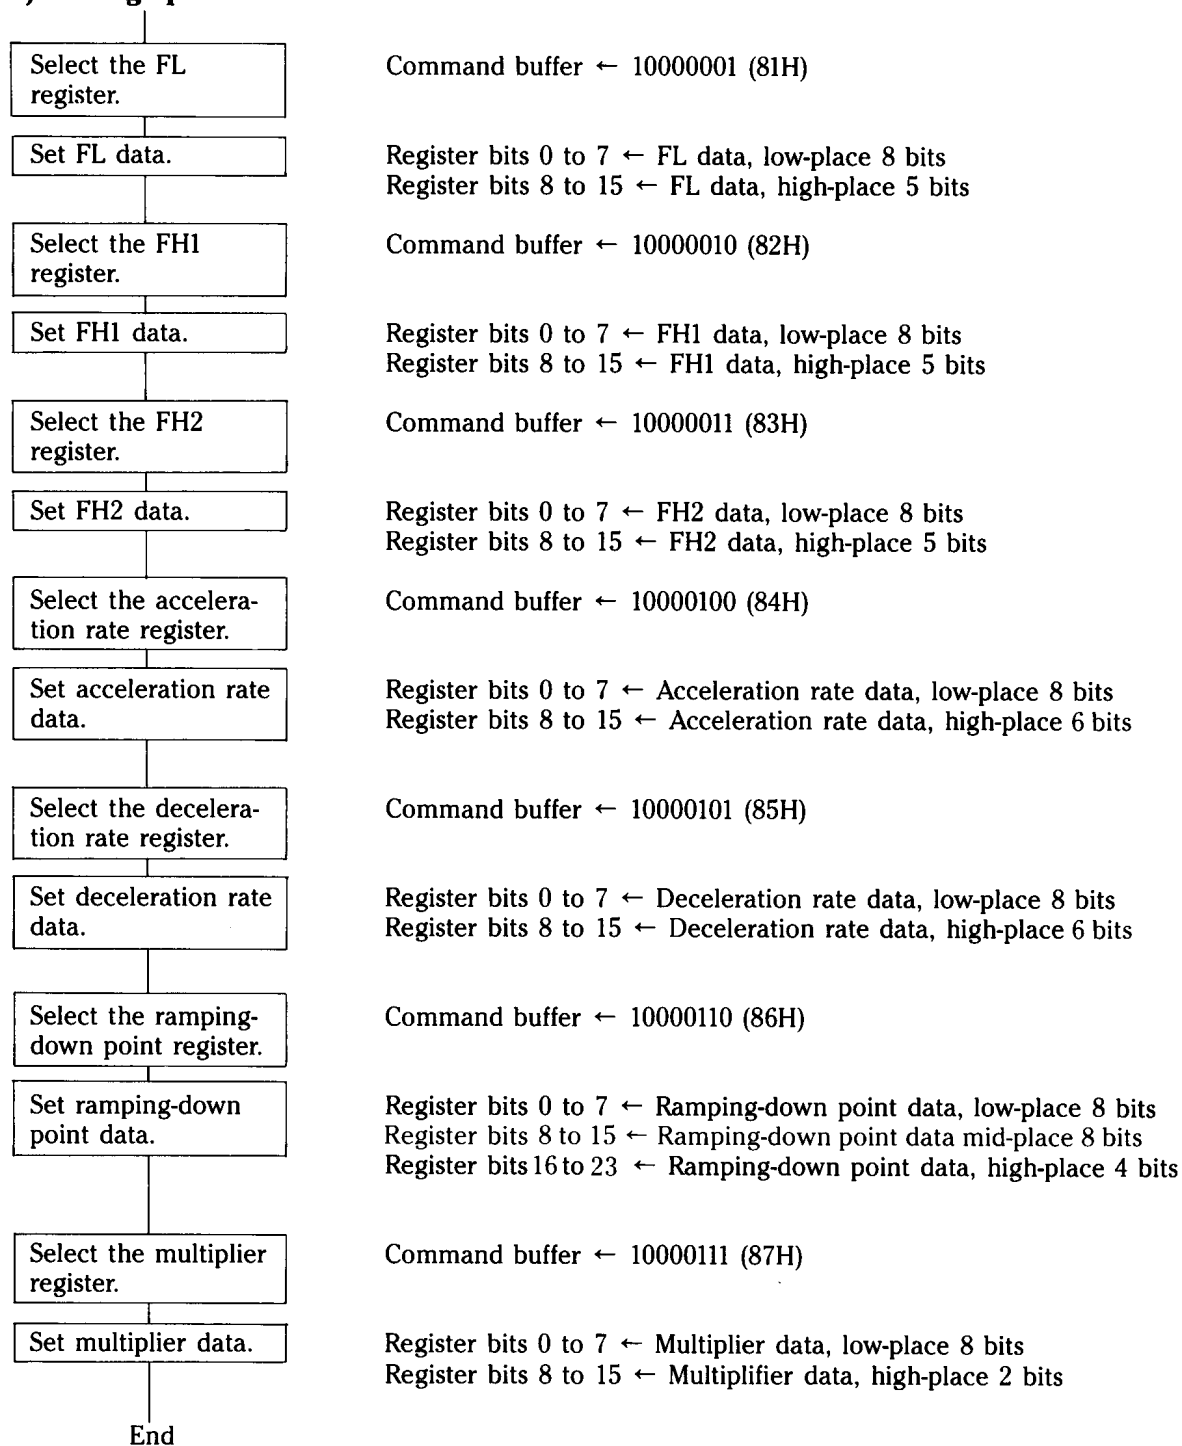 Select the FL
register.
Command buffer ← 10000001 (81H)
Set FL data.
Register bits 0 to 7 ← FL data, low-place 8 bits
Register bits 8 to 15 ← FL data, high-place 5 bits
Select the FH1
register.
Command buffer ← 10000010 (82H)
Set FH1 data.
Register bits 0 to 7 ← FH1 data, low-place 8 bits
Register bits 8 to 15 ← FH1 data, high-place 5 bits
Select the FH2
register.
Command buffer ← 10000011 (83H)
Set FH2 data.
Register bits 0 to 7 ← FH2 data, low-place 8 bits
Register bits 8 to 15 ← FH2 data, high-place 5 bits
Select the accelera-
tion rate register.
Command buffer ← 10000100 (84H)
Set acceleration rate
data.
Register bits 0 to 7 ← Acceleration rate data, low-place 8 bits
Register bits 8 to 15 ← Acceleration rate data, high-place 6 bits
Select the decelera-
tion rate register.
Command buffer ← 10000101 (85H)
Set deceleration rate
data.
Register bits 0 to 7 ← Deceleration rate data, low-place 8 bits
Register bits 8 to 15 ← Deceleration rate data, high-place 6 bits
Select the ramping-
down point register.
Command buffer ← 10000110 (86H)
Set ramping-down
point data.
Register bits 0 to 7 ← Ramping-down point data, low-place 8 bits
Register bits 8 to 15 ← Ramping-down point data mid-place 8 bits
Register bits 16 to 23 ← Ramping-down point data, high-place 4 bits
Select the multiplier
register.
Command buffer ← 10000111 (87H)
Set multiplier data.
Register bits 0 to 7 ← Multiplier data, low-place 8 bits
Register bits 8 to 15 ← Multiplifier data, high-place 2 bits
End